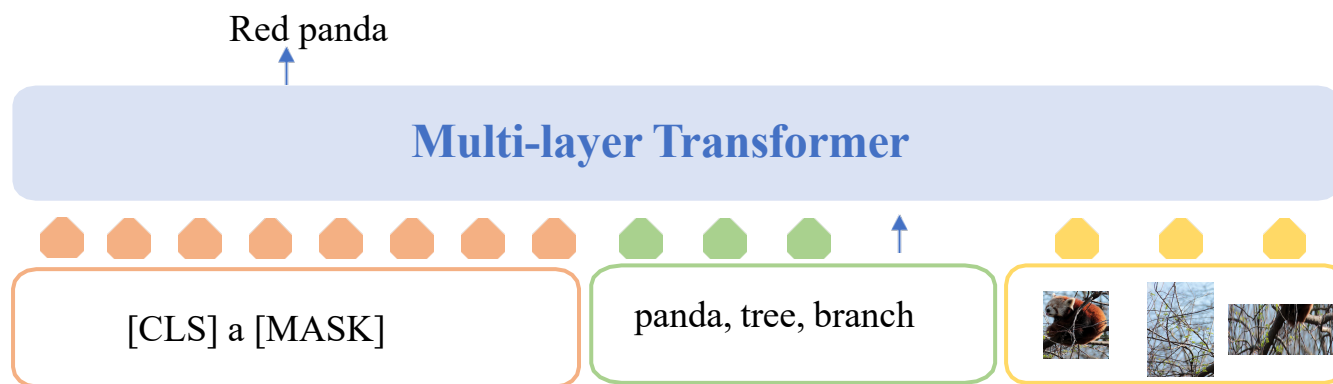 Red panda
Multi-layer Transformer
[CLS] a [MASK]
panda, tree, branch